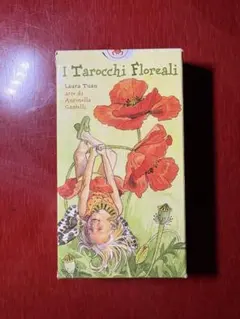 I Tarocchi Floreali
Laura Tuan
arte di
Antonella
Castelli